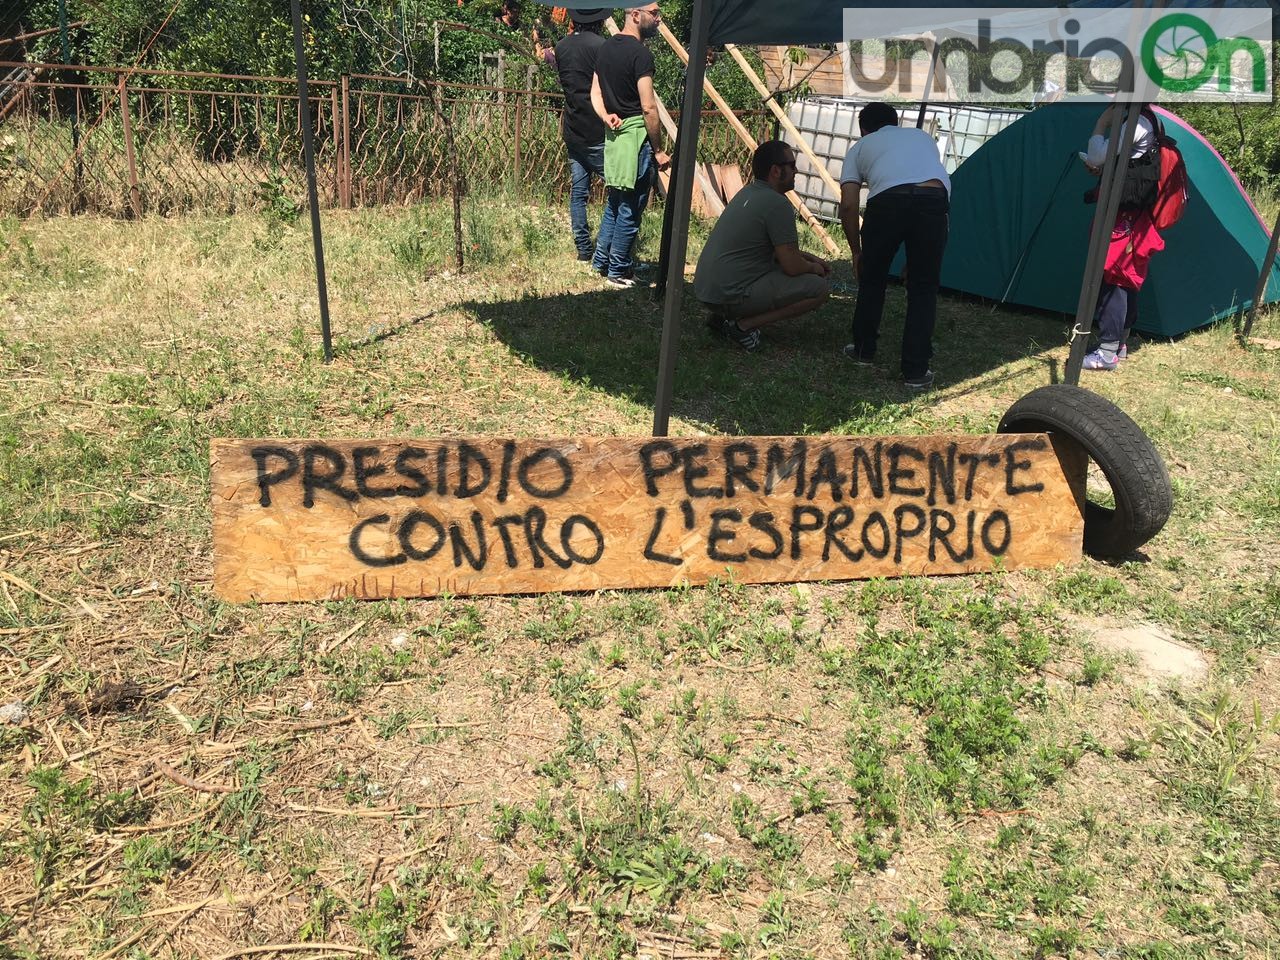 umbriaOn
PRESIDIO PERMANENTE
CONTRO L'ESPROPRIO